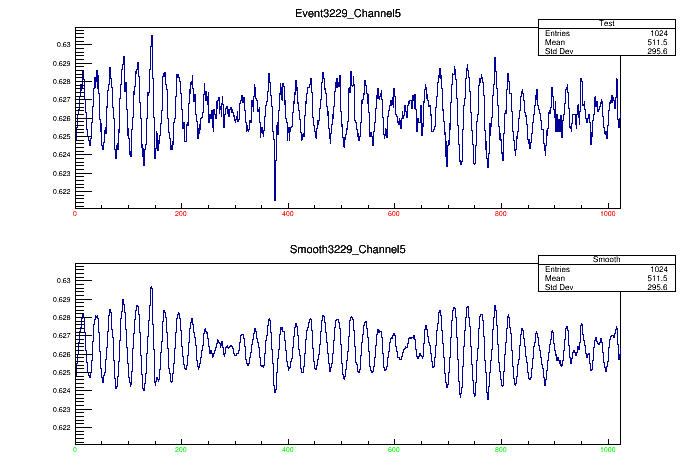 Event3229_Channel5
Test
Entries 1024
Mean 511.5
Std Dev 295.6
0.63
0.629
0.628
0.627
0.626
0.625
0.624
0.623
0.622
0 200 400 600 800 1000
Smooth3229_Channel5
Smooth
Entries 1024
Mean 511.5
Std Dev 295.6
0.63
0.629
0.628
0.627
0.626
0.625
0.624
0.623
0.622
0 200 400 600 800 1000